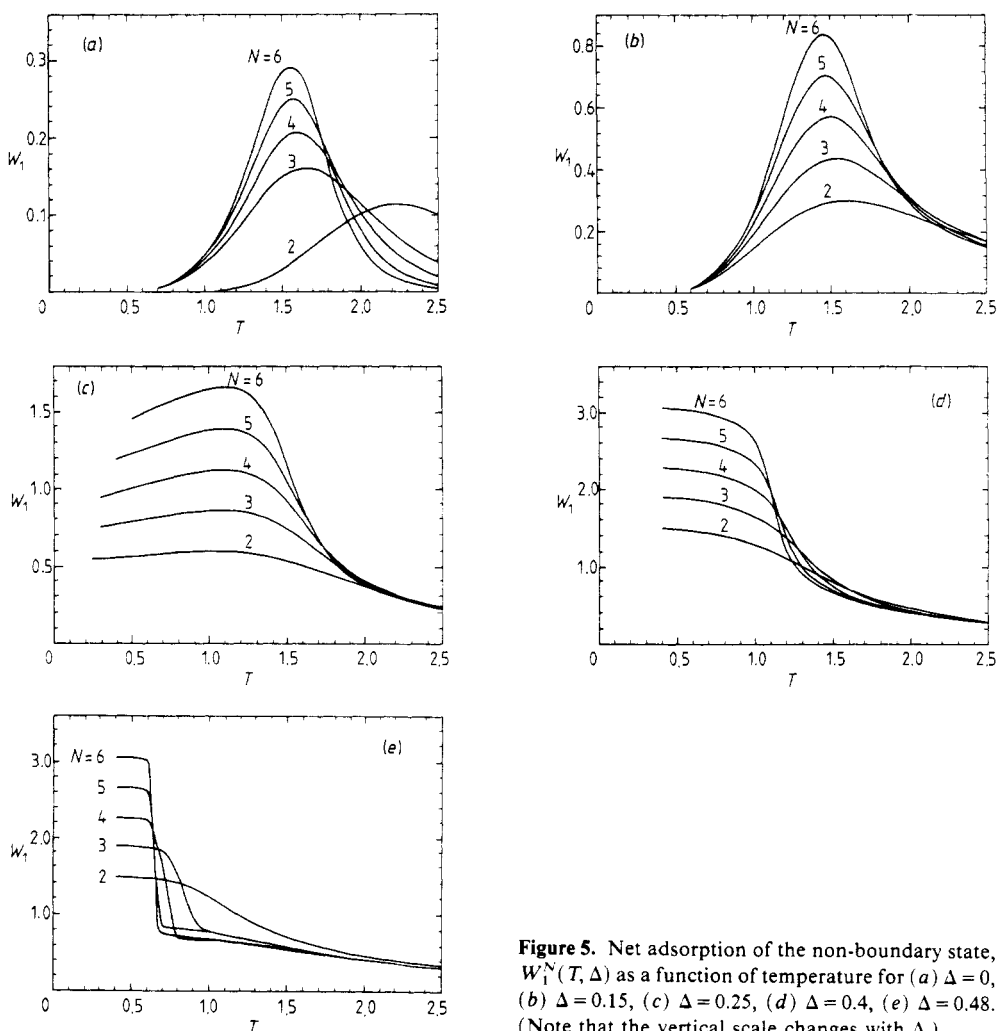 (a)
N=6
5
4
3
2
0.3
0.2
0.1
W₁
0 0.5 1.0 1.5 2.0 2.5
T
(b)
N=6
5
4
3
2
0.8
0.6
0.4
0.2
W₁
0 0.5 1.0 1.5 2.0 2.5
T
(c)
N=6
5
4
3
2
1.5
1.0
0.5
W₁
0 0.5 1.0 1.5 2.0 2.5
T
(d)
N=6
5
4
3
2
3.0
2.0
1.0
W₁
0 0.5 1.0 1.5 2.0 2.5
T
(e)
N=6
5
4
3
2
3.0
2.0
1.0
W₁
0 0.5 1.0 1.5 2.0 2.5
T
Figure 5. Net adsorption of the non-boundary state,
W₁ᴺ(T, Δ) as a function of temperature for (a) Δ = 0,
(b) Δ = 0.15, (c) Δ = 0.25, (d) Δ = 0.4, (e) Δ = 0.48.
(Note that the vertical scale changes with Δ.)